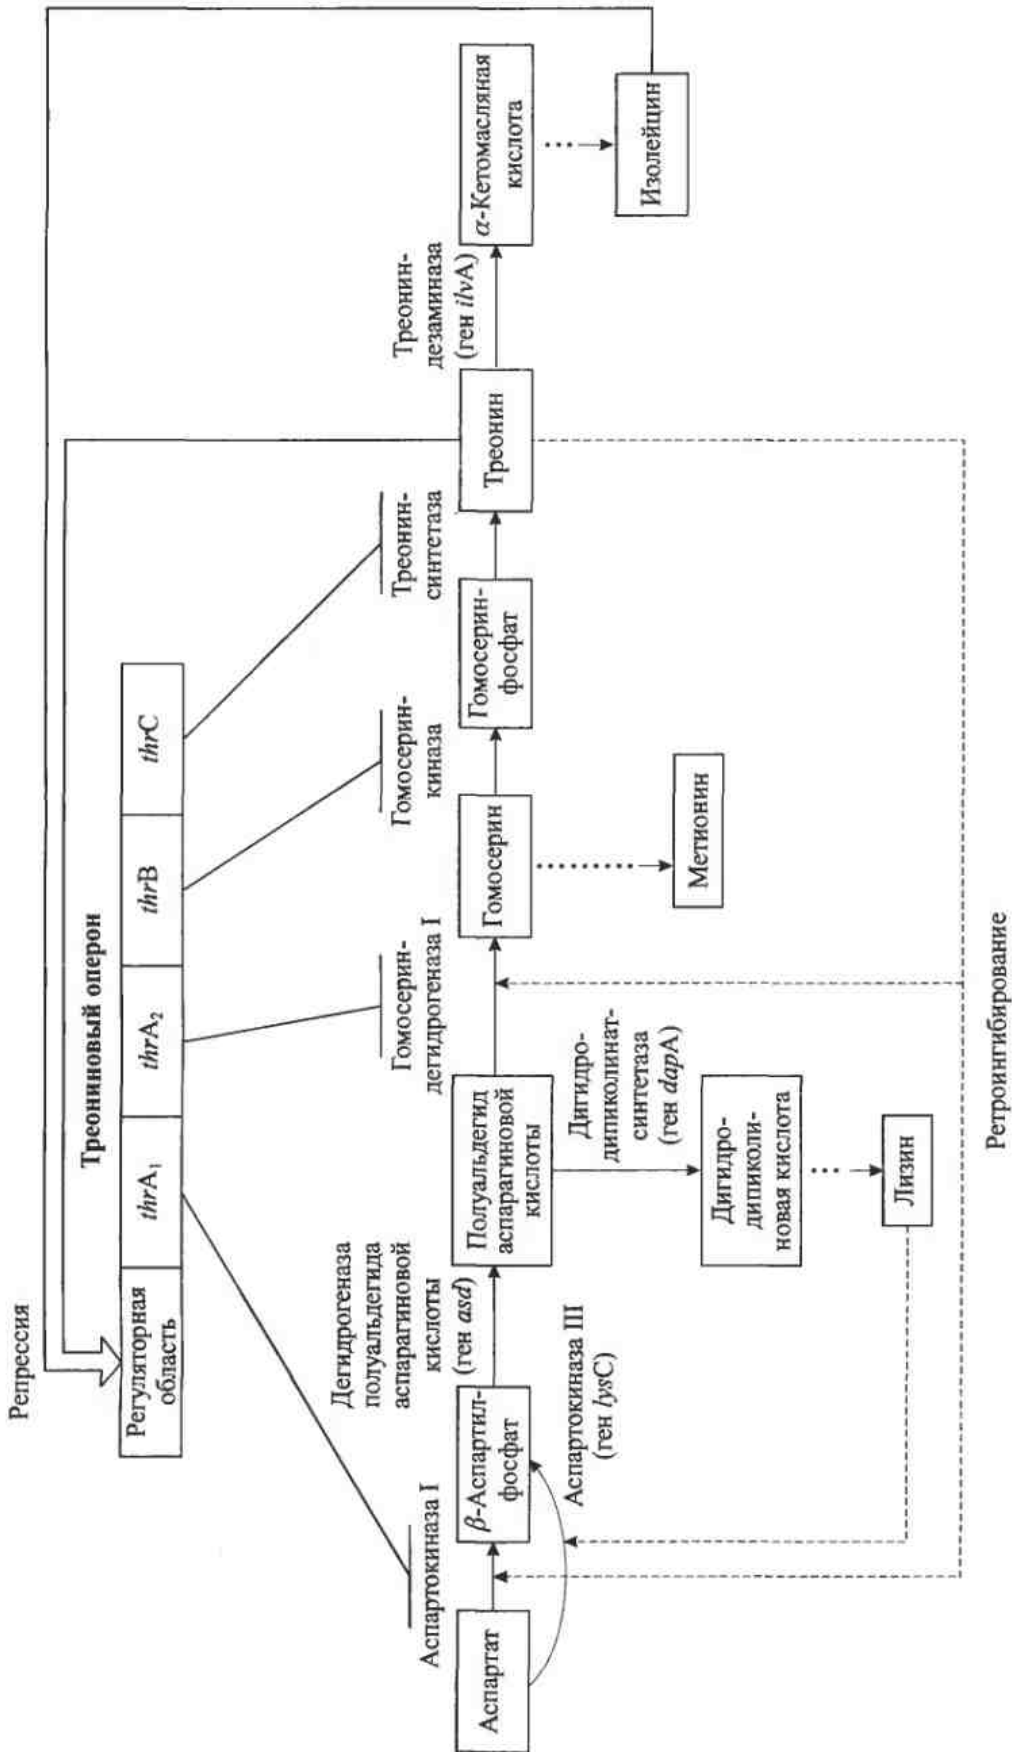 Репрессия
Треониновый оперон
Регуляторная
область
thrA1
thrA2
thrB
thrC
Аспартокиназа I
Дегидрогеназа
полуальдегида
аспарагиновой
кислоты
(ген asd)
Гомосерин-
дегидрогеназа I
Гомосерин-
киназа
Треонин-
синтетаза
Треонин-
дезаминаза
(ген ilvA)
Аспартат
β-Аспартил-
фосфат
Полуальдегид
аспарагиновой
кислоты
Гомосерин
Гомосерин-
фосфат
Треонин
α-Кетомасляная
кислота
Аспартокиназа III
(ген lysC)
Дигидро-
дипиколинат-
синтетаза
(ген dapA)
Дигидро-
дипиколи-
новая кислота
Лизин
Метионин
Изолейцин
Ретроингибирование